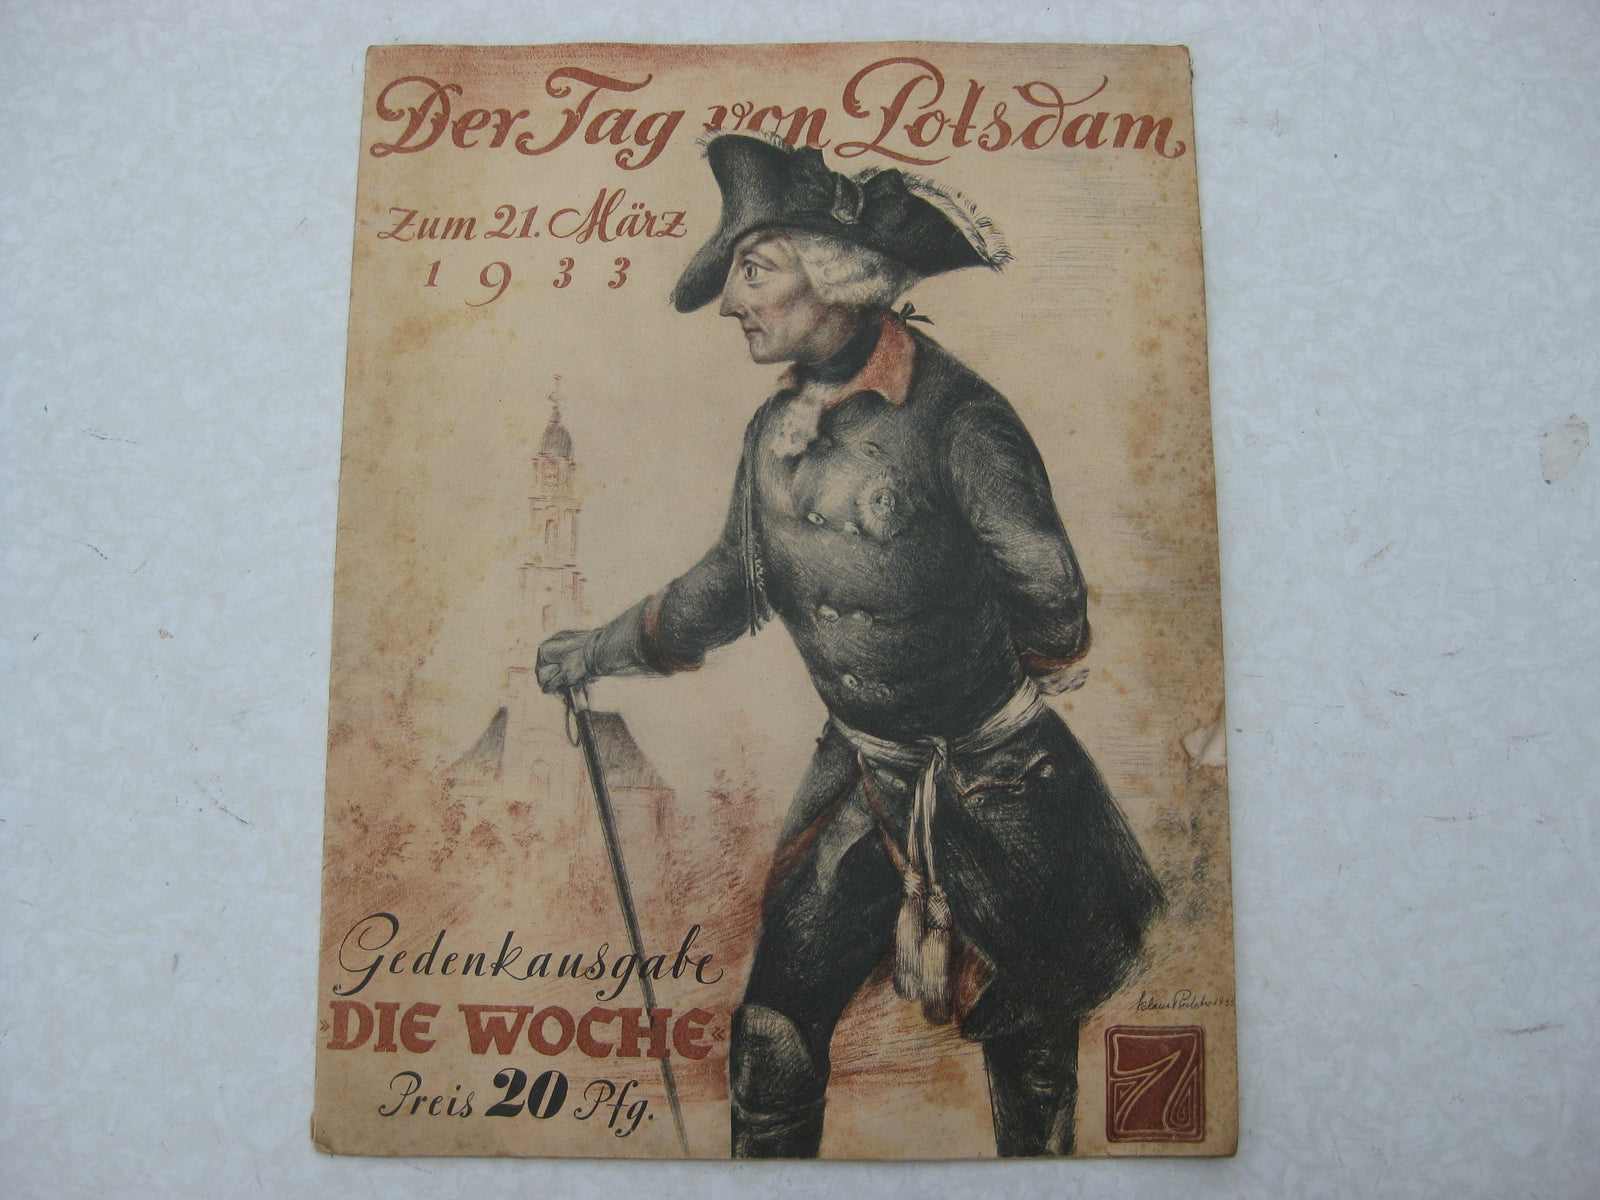 Der Tag von Potsdam
Zum 21. März
1933
Gedenkausgabe
»DIE WOCHE«
Preis 20 Pfg.